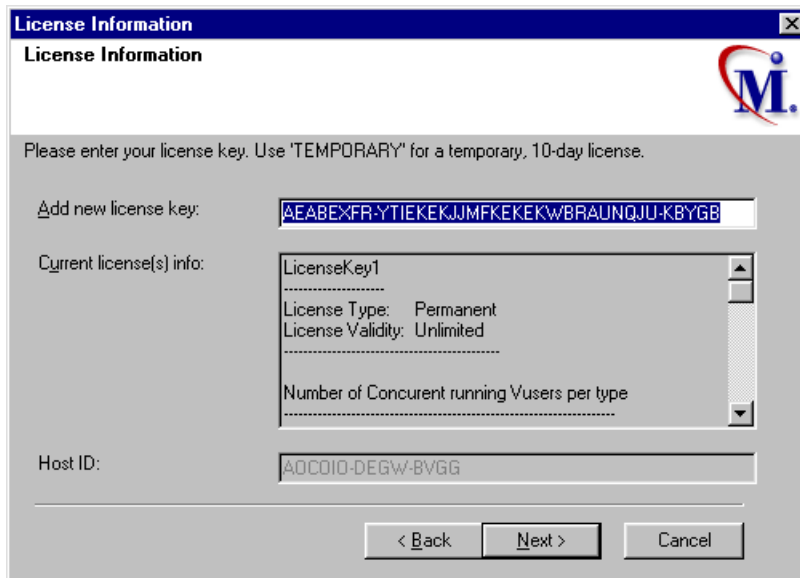 License Information
License Information
M.
Please enter your license key. Use 'TEMPORARY' for a temporary, 10-day license.
Add new license key: AEABEXFR-YTIEKEKJJMFKEKEKWBRAUNQJU-KBYGB
Current license(s) info:
LicenseKey1
--------------------
License Type: Permanent
License Validity: Unlimited
--------------------------------------------
Number of Concurent running Vusers per type
-------------------------------------------------------------------
Host ID: AOCOIO-DEGW-BVGG
< Back Next > Cancel